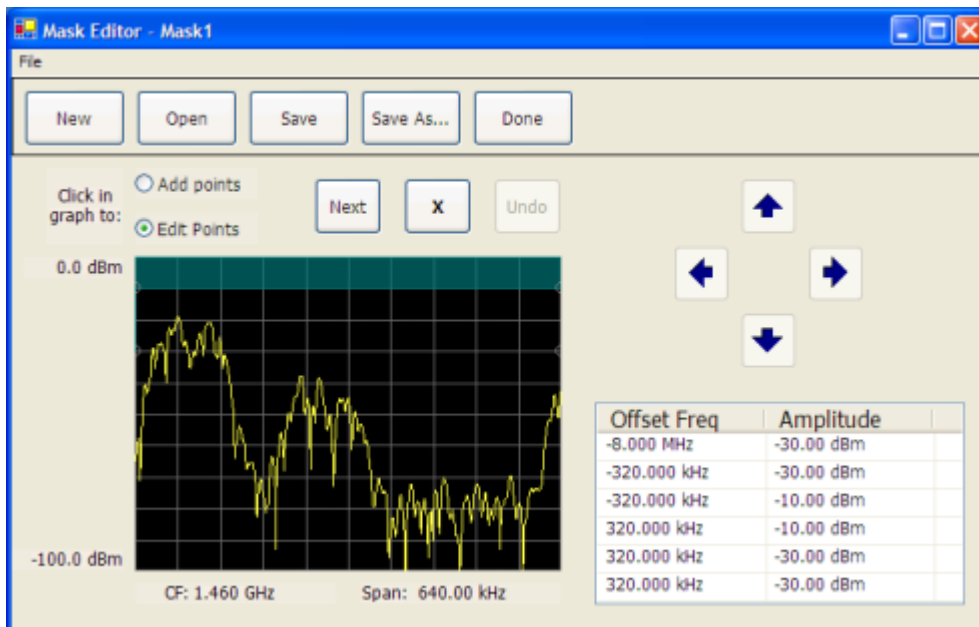 Mask Editor - Mask1
File
New Open Save Save As... Done
Click in graph to:
Add points
Edit Points
Next X Undo
0.0 dBm
-100.0 dBm
CF: 1.460 GHz Span: 640.00 kHz
Offset Freq Amplitude
-8.000 MHz -30.00 dBm
-320.000 kHz -30.00 dBm
-320.000 kHz -10.00 dBm
320.000 kHz -10.00 dBm
320.000 kHz -30.00 dBm
320.000 kHz -30.00 dBm